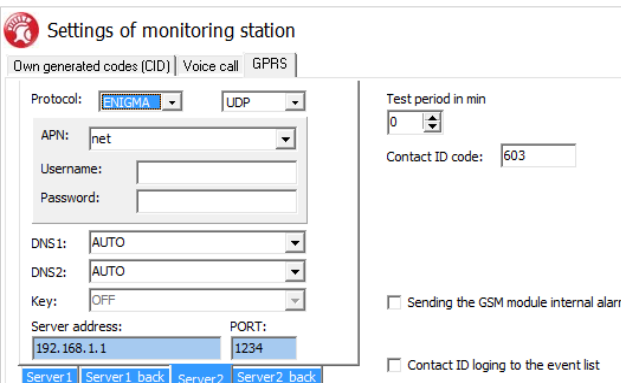 Settings of monitoring station
Own generated codes (CID) Voice call GPRS
Protocol: ENIGMA UDP
APN: net
Username:
Password:
DNS1: AUTO
DNS2: AUTO
Key: OFF
Server address: PORT:
192.168.1.1 1234
Server1 Server1 back Server2 Server2 back
Test period in min
0
Contact ID code: 603
Sending the GSM module internal alarr
Contact ID loging to the event list